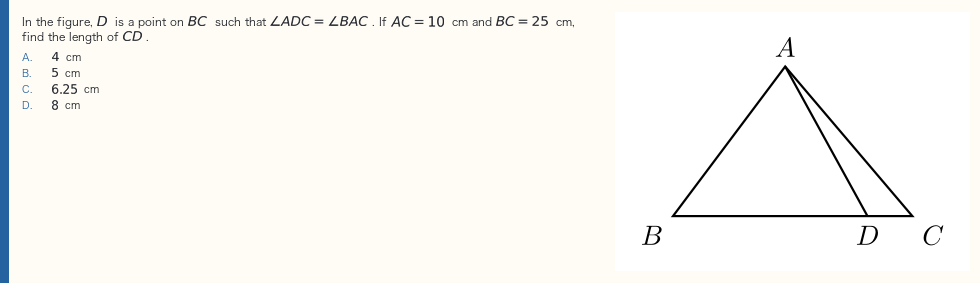 In the figure, D is a point on BC such that ∠ADC = ∠BAC . If AC = 10 cm and BC = 25 cm,
find the length of CD .
A. 4 cm
B. 5 cm
C. 6.25 cm
D. 8 cm
A
B D C